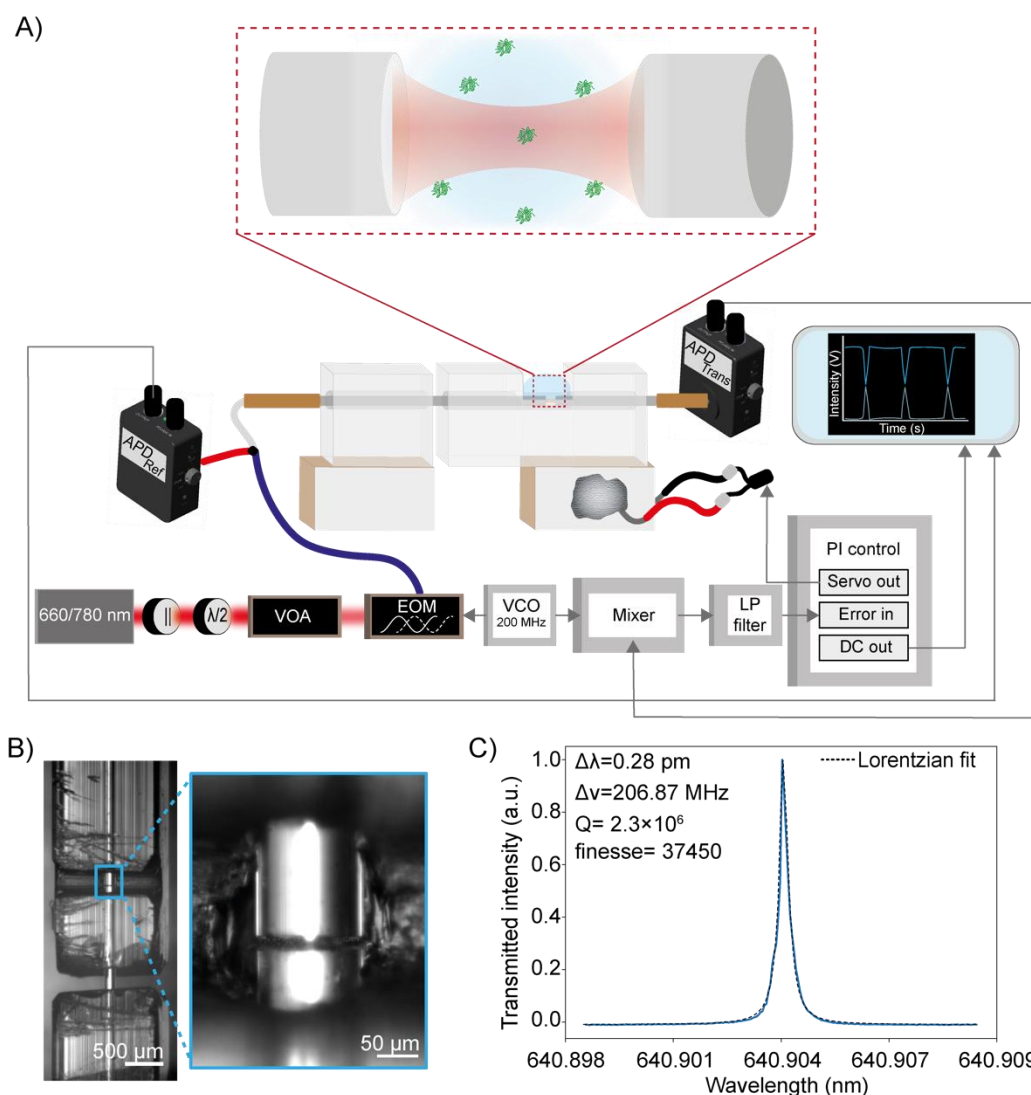 A)
APD
Trans
Intensity (V)
Time (s)
APD
Ref
PI control
Servo out
Error in
DC out
660/780 nm
||
λ/2
VOA
EOM
VCO
200 MHz
Mixer
LP
filter
B)
500 µm
50 µm
C)
Transmitted intensity (a.u.)
1.0
0.8
0.6
0.4
0.2
0.0
Δλ=0.28 pm
Δν=206.87 MHz
Q= 2.3×10⁶
finesse= 37450
Lorentzian fit
640.898
640.901
640.904
640.907
640.909
Wavelength (nm)